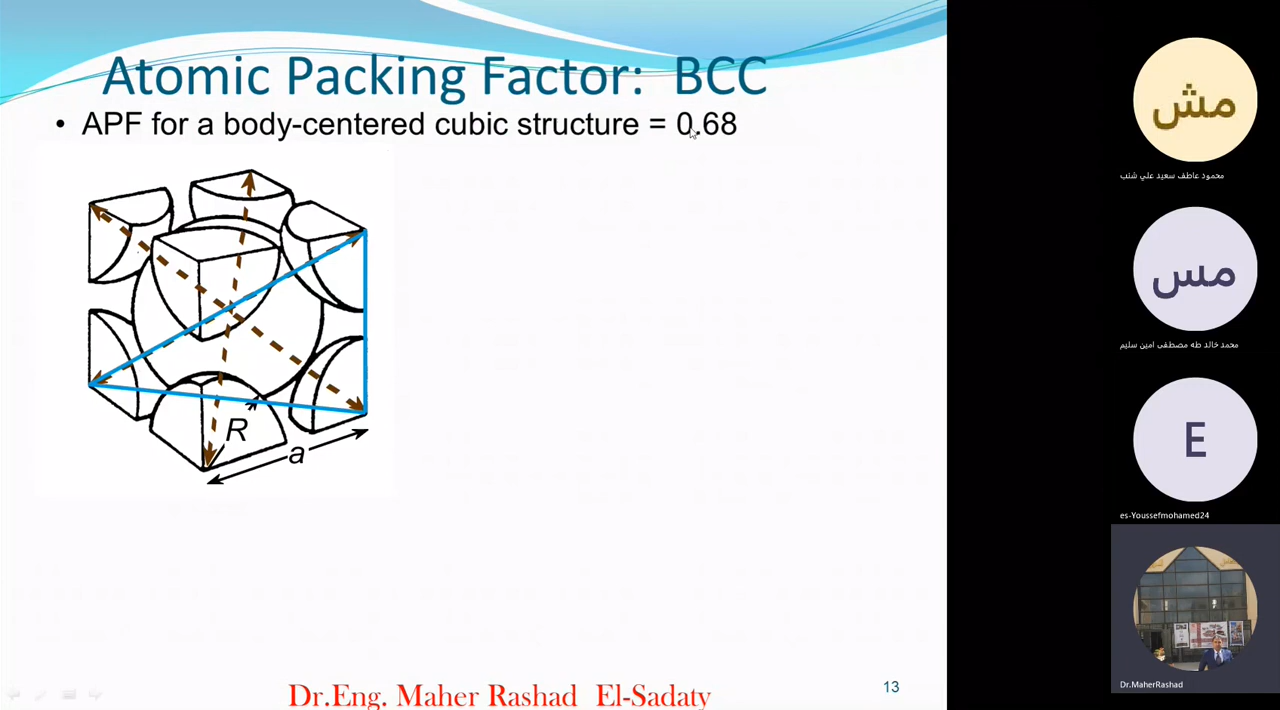 Atomic Packing Factor: BCC
• APF for a body-centered cubic structure = 0.68
R
a
Dr.Eng. Maher Rashad El-Sadaty
13
مش
محمود عاطف سعيد علي شنب
مس
محمد خالد طه مصطفى امين سليم
E
es-Youssefmohamed24
Dr.MaherRashad